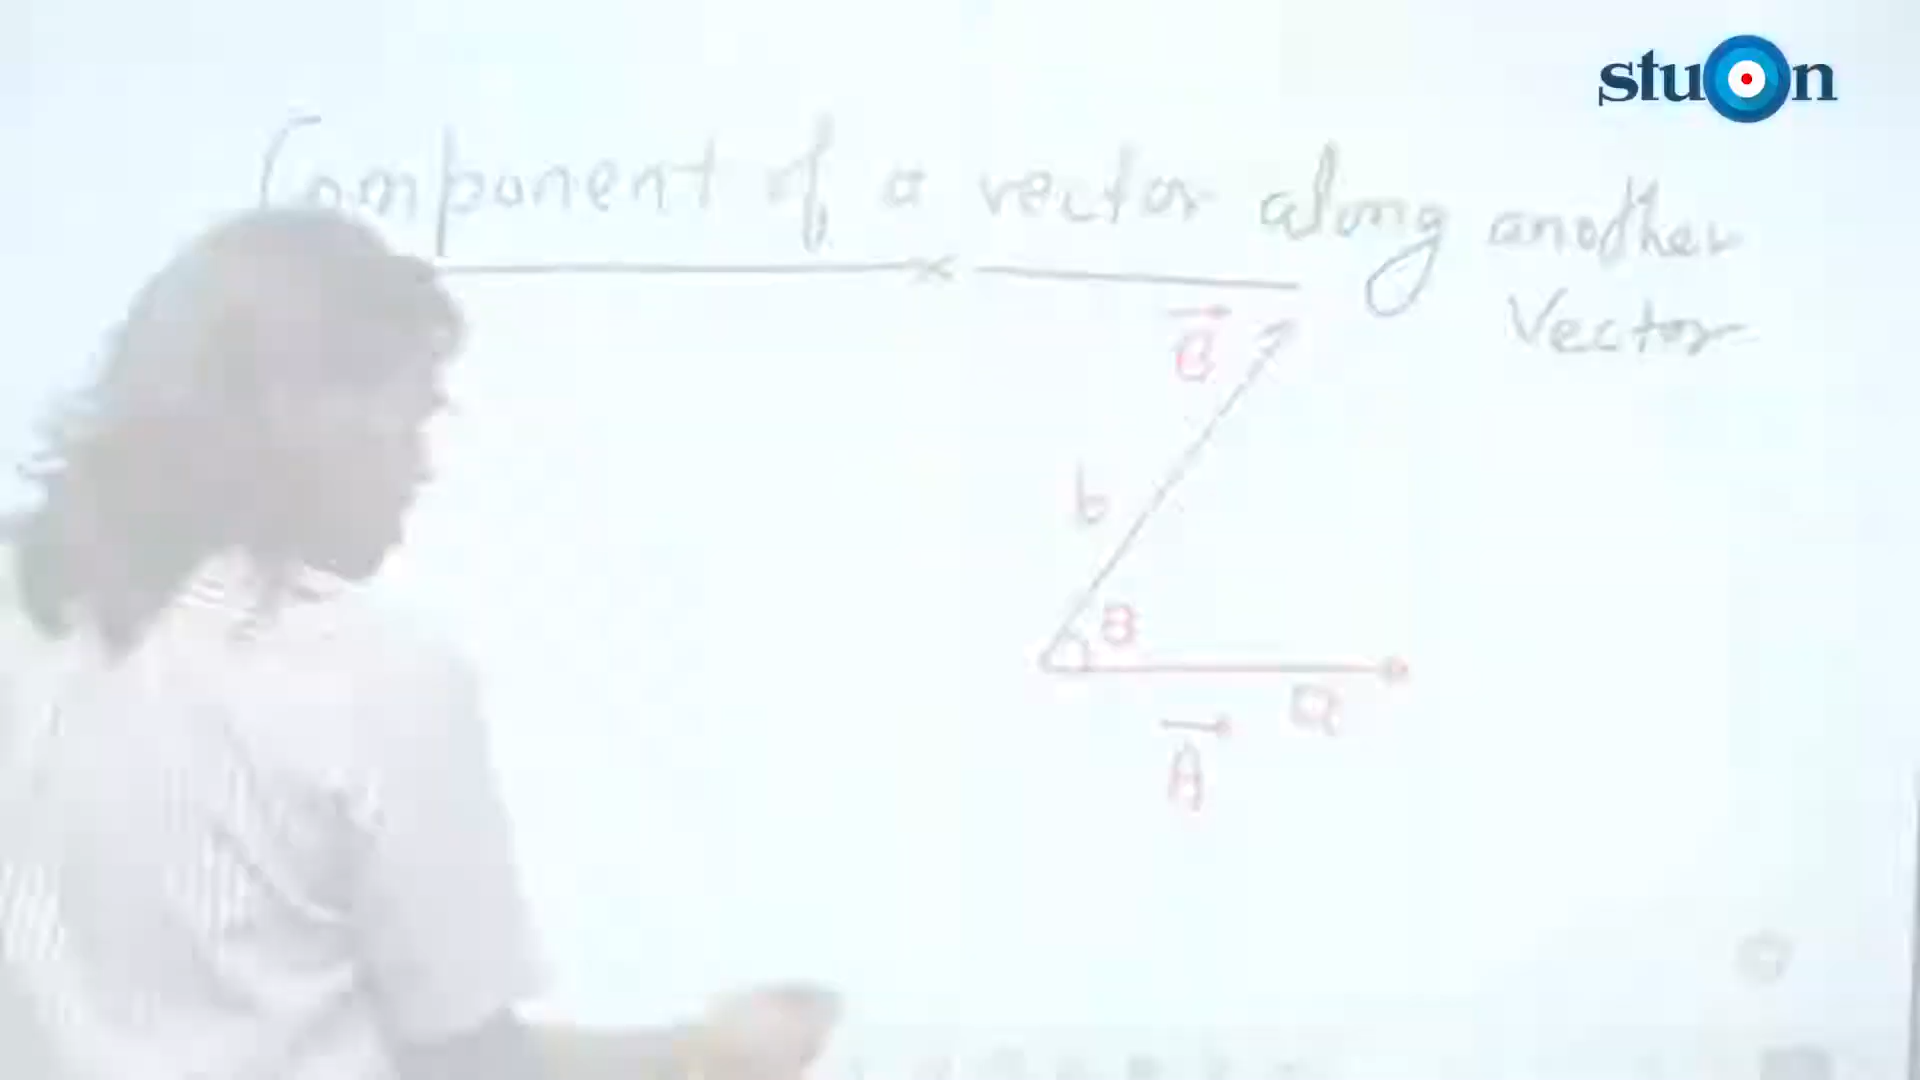 stuOn
Component of a vector along another
Vector
B
b
θ
a
A